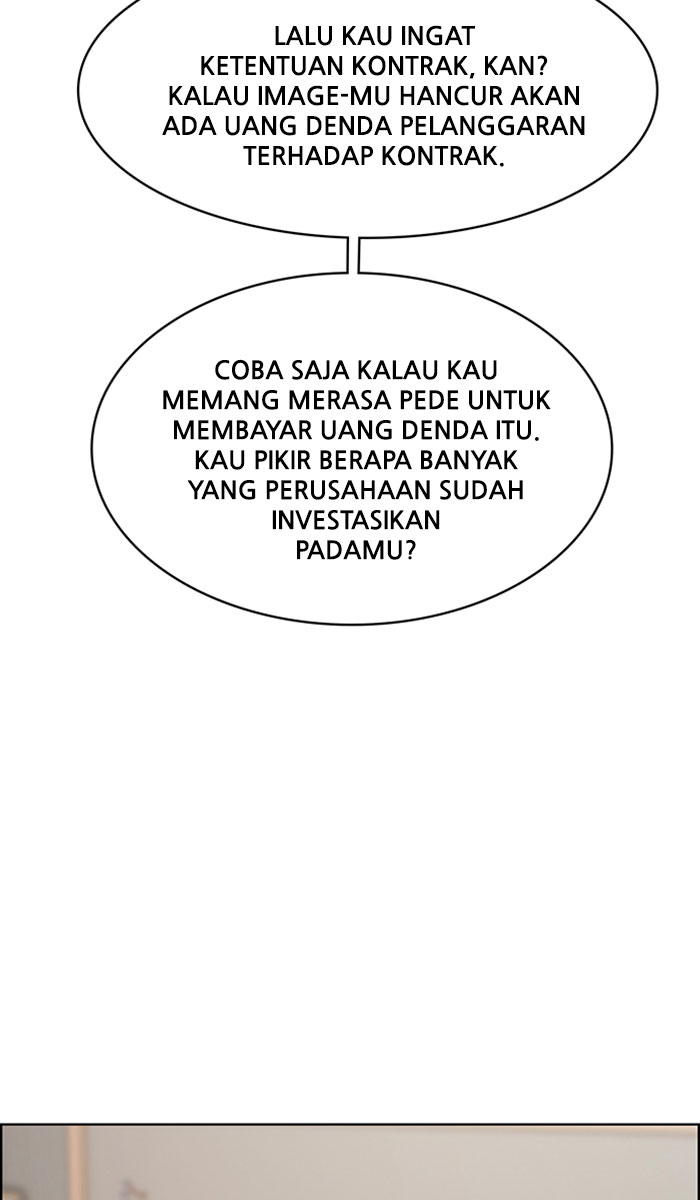 LALU KAU INGAT
KETENTUAN KONTRAK, KAN?
KALAU IMAGE-MU HANCUR AKAN
ADA UANG DENDA PELANGGARAN
TERHADAP KONTRAK.
COBA SAJA KALAU KAU
MEMANG MERASA PEDE UNTUK
MEMBAYAR UANG DENDA ITU.
KAU PIKIR BERAPA BANYAK
YANG PERUSAHAAN SUDAH
INVESTASIKAN
PADAMU?